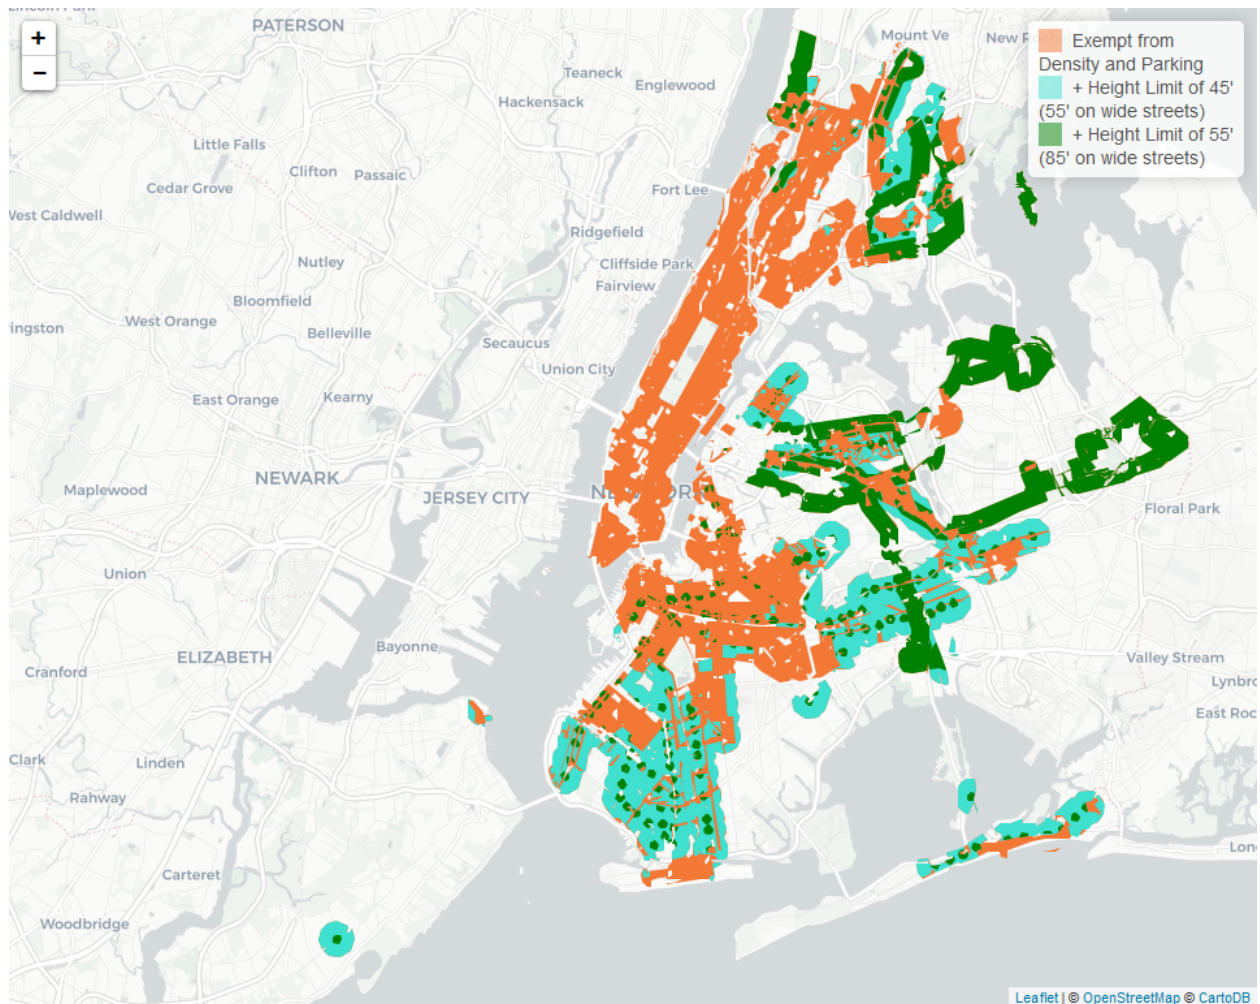 +
−
Exempt from
Density and Parking
+ Height Limit of 45'
(55' on wide streets)
+ Height Limit of 55'
(85' on wide streets)
Lincoln Park
PATERSON
Mount Ve
Teaneck
Englewood
Hackensack
Little Falls
Clifton
Passaic
Cedar Grove
Fort Lee
West Caldwell
Ridgefield
Nutley
Cliffside Park
Fairview
Bloomfield
West Orange
Belleville
Secaucus
Union City
East Orange
Kearny
NEWARK
JERSEY CITY
Maplewood
Floral Park
Union
Bayonne
ELIZABETH
Cranford
Valley Stream
Lynbro
East Roc
Clark
Linden
Rahway
Lon
Carteret
Woodbridge
Leaflet | © OpenStreetMap © CartoDB